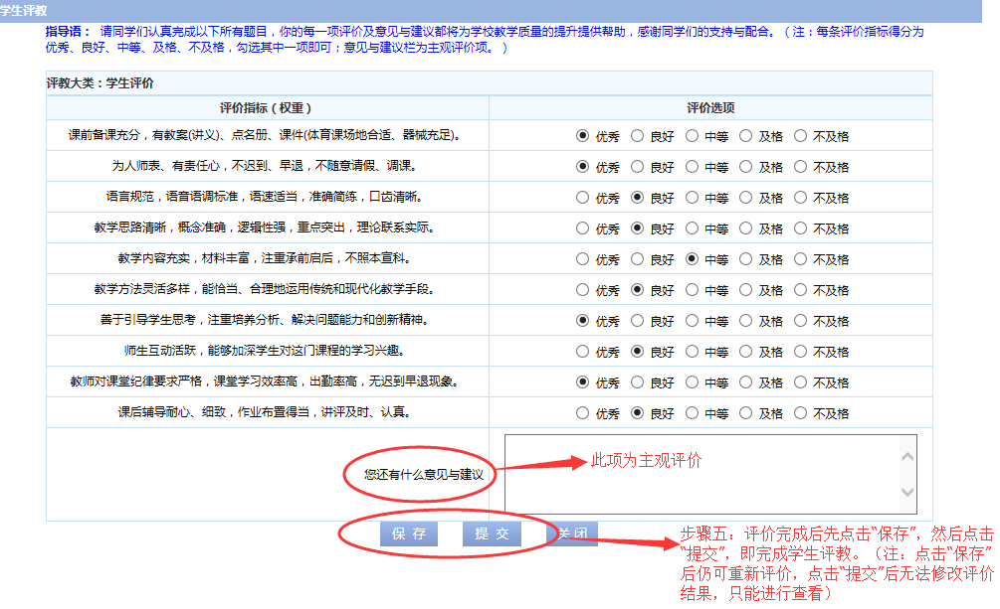 学生评教
指导语： 请同学们认真完成以下所有题目，你的每一项评价及意见与建议都将为学校教学质量的提升提供帮助，感谢同学们的支持与配合。（注：每条评价指标得分为
优秀、良好、中等、及格、不及格，勾选其中一项即可；意见与建议栏为主观评价项。）
评教大类：学生评价
评价指标（权重） 评价选项
课前备课充分，有教案(讲义)、点名册、课件(体育课场地合适、器械充足)。 优秀 良好 中等 及格 不及格
为人师表、有责任心，不迟到、早退，不随意请假、调课。 优秀 良好 中等 及格 不及格
语言规范，语音语调标准，语速适当，准确简练，口齿清晰。 优秀 良好 中等 及格 不及格
教学思路清晰，概念准确，逻辑性强，重点突出，理论联系实际。 优秀 良好 中等 及格 不及格
教学内容充实，材料丰富，注重承前启后，不照本宣科。 优秀 良好 中等 及格 不及格
教学方法灵活多样，能恰当、合理地运用传统和现代化教学手段。 优秀 良好 中等 及格 不及格
善于引导学生思考，注重培养分析、解决问题能力和创新精神。 优秀 良好 中等 及格 不及格
师生互动活跃，能够加深学生对这门课程的学习兴趣。 优秀 良好 中等 及格 不及格
教师对课堂纪律要求严格，课堂学习效率高，出勤率高，无迟到早退现象。 优秀 良好 中等 及格 不及格
课后辅导耐心、细致，作业布置得当，讲评及时、认真。 优秀 良好 中等 及格 不及格
您还有什么意见与建议 此项为主观评价
保 存 提 交 关 闭
步骤五：评价完成后先点击“保存”，然后点击
“提交”，即完成学生评教。（注：点击“保存”
后仍可重新评价，点击“提交”后无法修改评价
结果，只能进行查看）